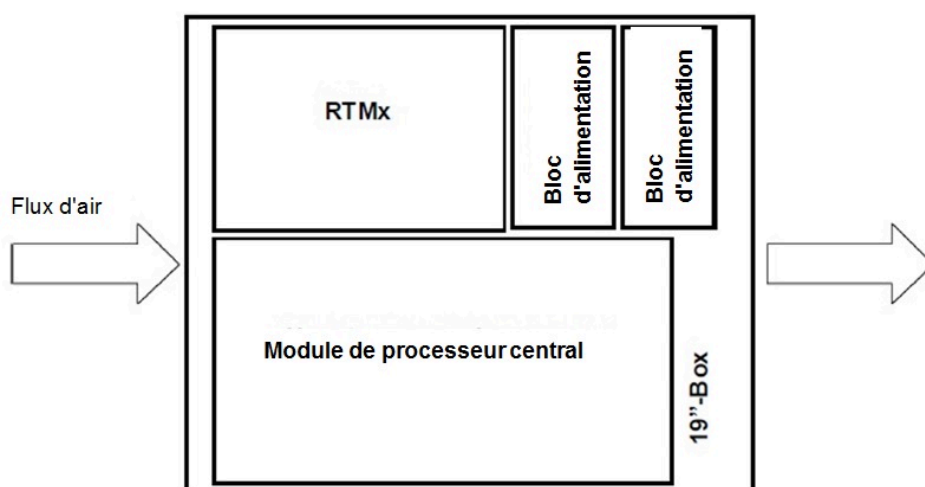 RTMx
Bloc
d'alimentation
Bloc
d'alimentation
Flux d'air
Module de processeur central
19”-Box